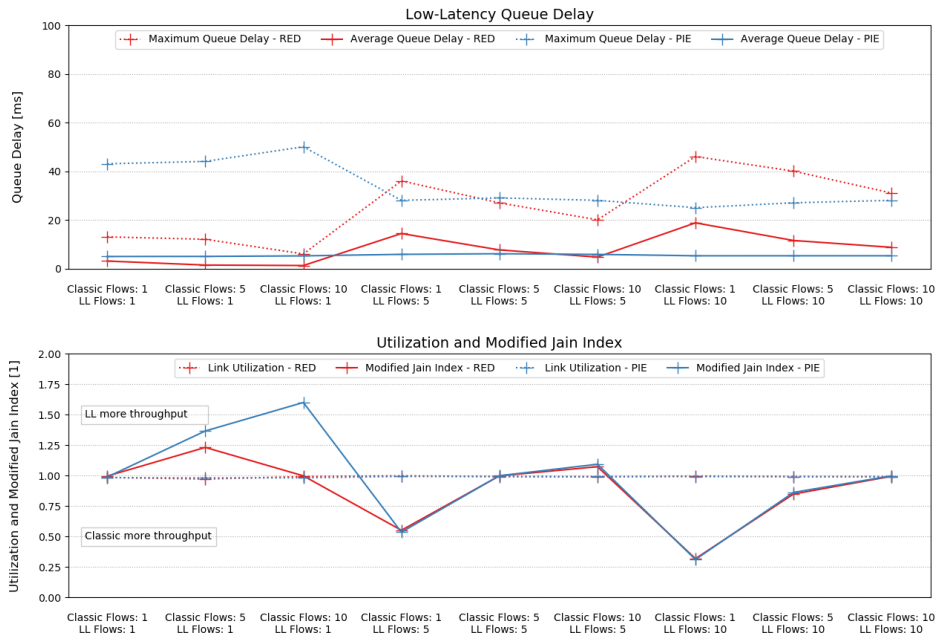 Low-Latency Queue Delay
100
80
60
40
20
0
Queue Delay [ms]
Maximum Queue Delay - RED
Average Queue Delay - RED
Maximum Queue Delay - PIE
Average Queue Delay - PIE
Classic Flows: 1
LL Flows: 1
Classic Flows: 5
LL Flows: 1
Classic Flows: 10
LL Flows: 1
Classic Flows: 1
LL Flows: 5
Classic Flows: 5
LL Flows: 5
Classic Flows: 10
LL Flows: 5
Classic Flows: 1
LL Flows: 10
Classic Flows: 5
LL Flows: 10
Classic Flows: 10
LL Flows: 10
Utilization and Modified Jain Index
2.00
1.75
1.50
1.25
1.00
0.75
0.50
0.25
0.00
Utilization and Modified Jain Index [1]
Link Utilization - RED
Modified Jain Index - RED
Link Utilization - PIE
Modified Jain Index - PIE
LL more throughput
Classic more throughput
Classic Flows: 1
LL Flows: 1
Classic Flows: 5
LL Flows: 1
Classic Flows: 10
LL Flows: 1
Classic Flows: 1
LL Flows: 5
Classic Flows: 5
LL Flows: 5
Classic Flows: 10
LL Flows: 5
Classic Flows: 1
LL Flows: 10
Classic Flows: 5
LL Flows: 10
Classic Flows: 10
LL Flows: 10